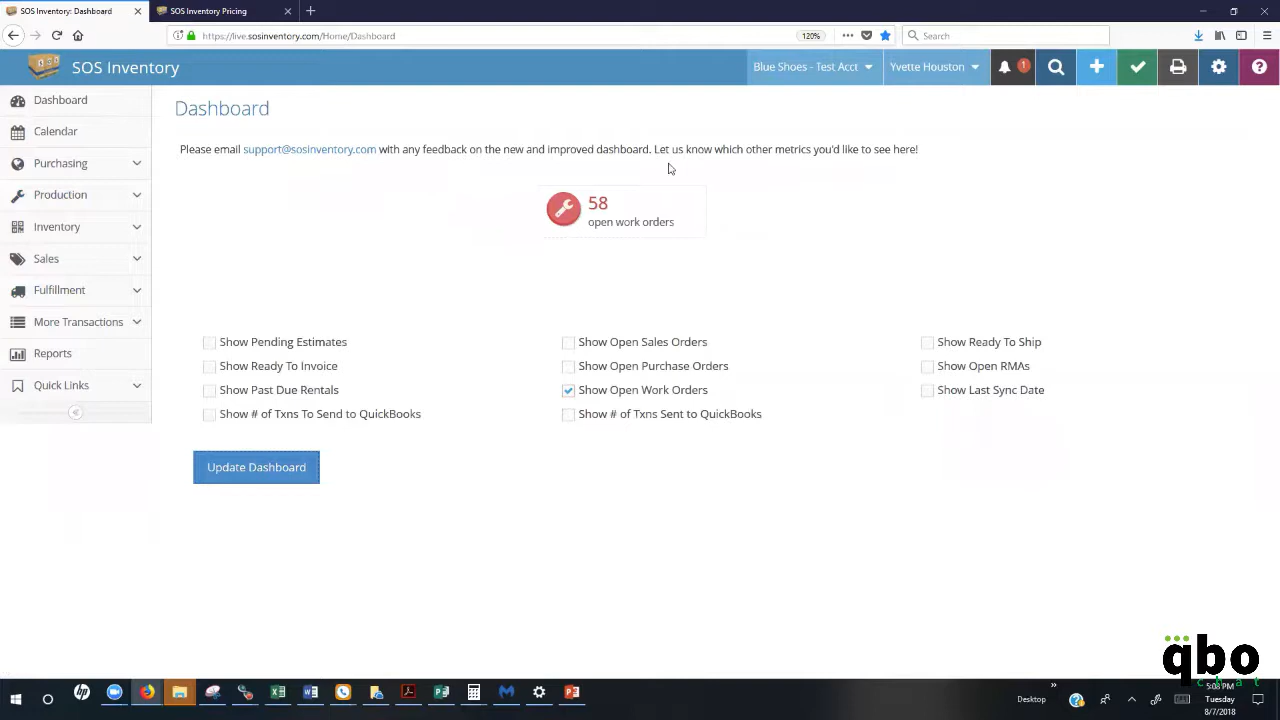 SOS Inventory: Dashboard
SOS Inventory Pricing
https://live.sosinventory.com/Home/Dashboard
120%
Search
SOS Inventory
Blue Shoes - Test Acct
Yvette Houston
1
Dashboard
Calendar
Purchasing
Production
Inventory
Sales
Fulfillment
More Transactions
Reports
Quick Links
Dashboard
Please email support@sosinventory.com with any feedback on the new and improved dashboard. Let us know which other metrics you'd like to see here!
58
open work orders
Show Pending Estimates
Show Open Sales Orders
Show Ready To Ship
Show Ready To Invoice
Show Open Purchase Orders
Show Open RMAs
Show Past Due Rentals
Show Open Work Orders
Show Last Sync Date
Show # of Txns To Send to QuickBooks
Show # of Txns Sent to QuickBooks
Update Dashboard
qbo
chat
Desktop
5:08 PM
Tuesday
8/7/2018